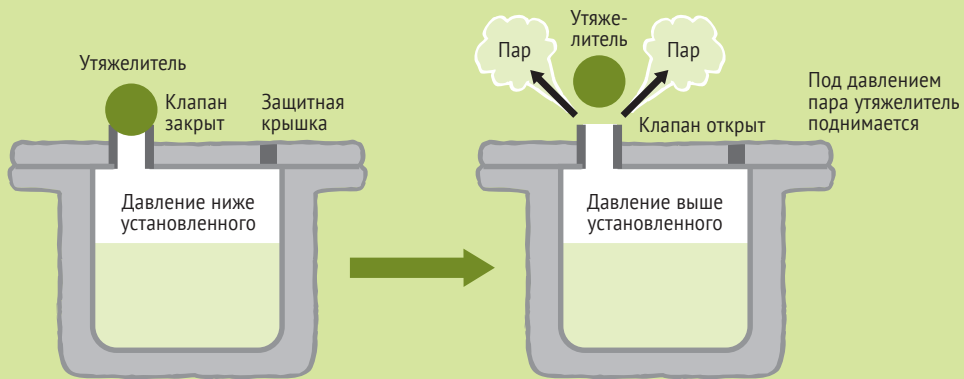 Утяжелитель
Клапан
закрыт
Защитная
крышка
Давление ниже
установленного
Пар
Утяже-
литель
Пар
Клапан открыт
Под давлением
пара утяжелитель
поднимается
Давление выше
установленного